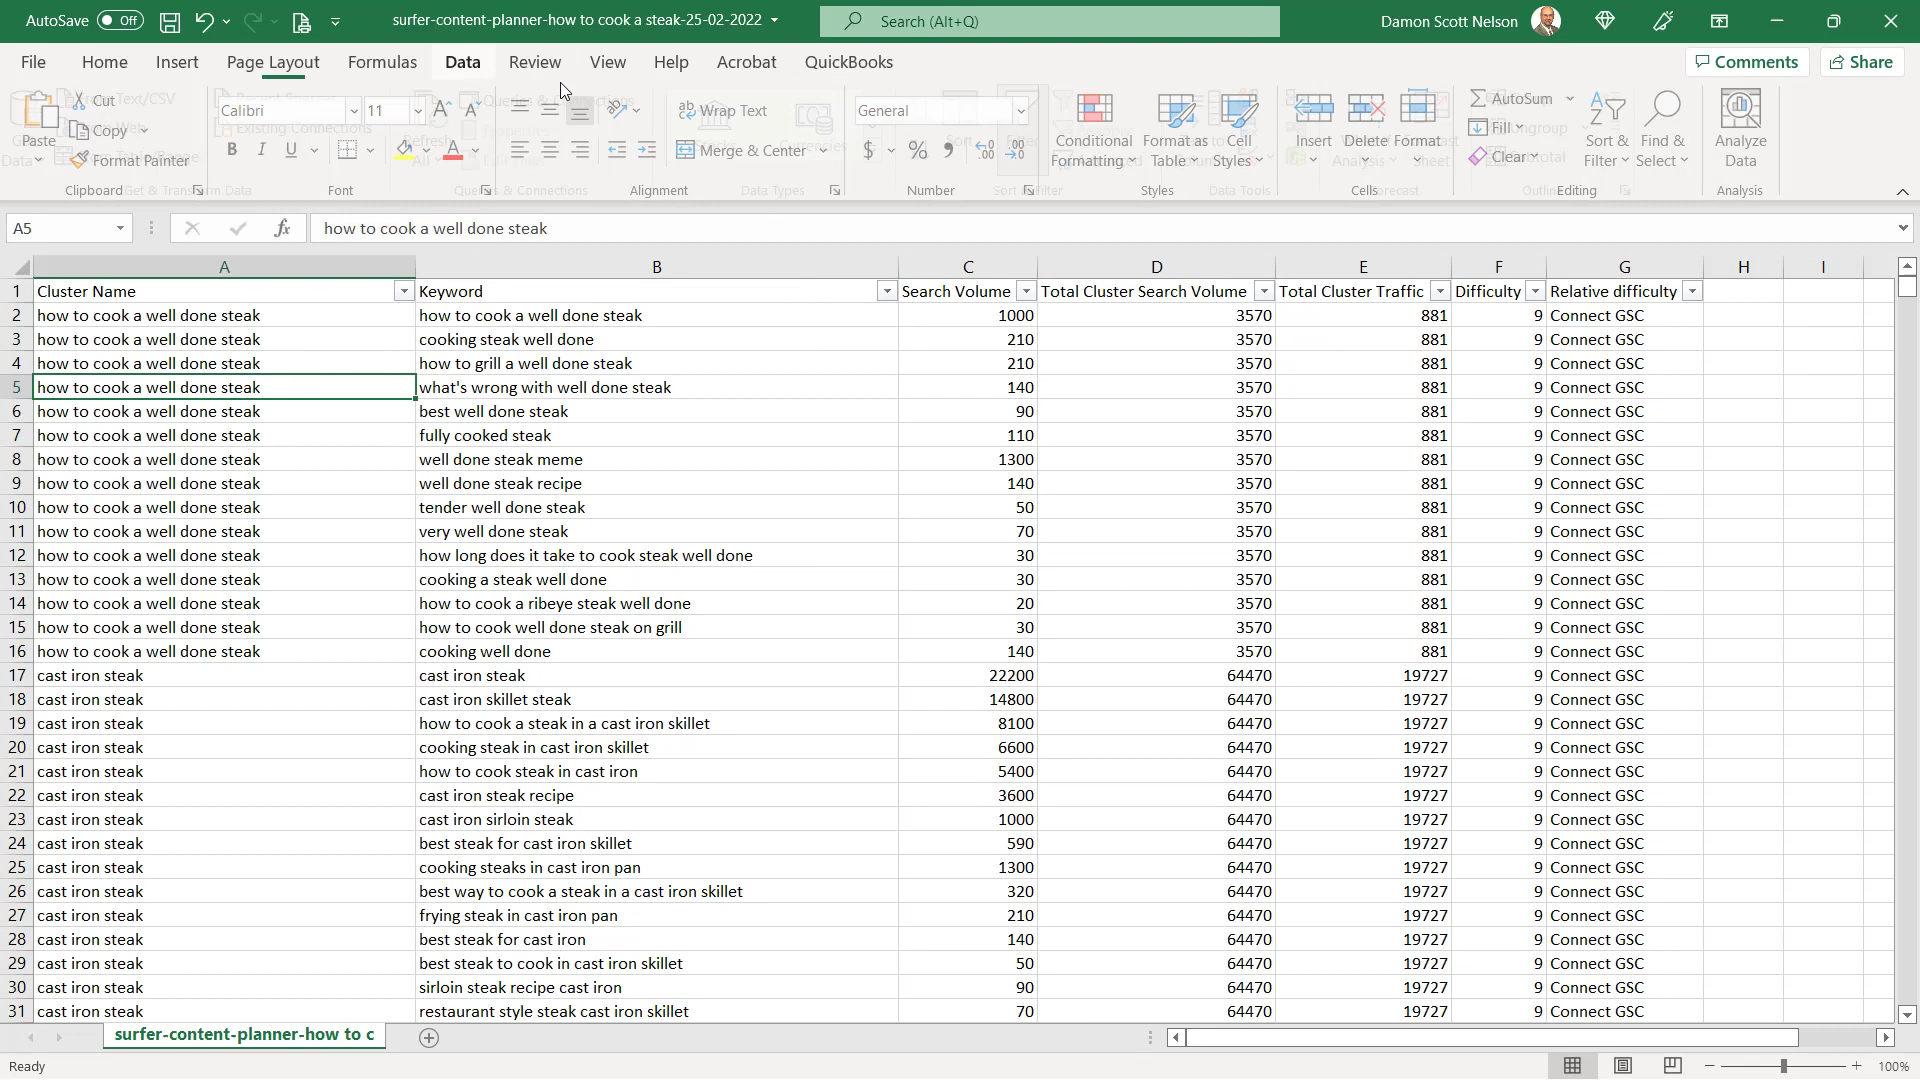 AutoSave Off surfer-content-planner-how to cook a steak-25-02-2022 Search (Alt+Q) Damon Scott Nelson
File Home Insert Page Layout Formulas Data Review View Help Acrobat QuickBooks Comments Share
Paste Cut Copy Format Painter Clipboard
Calibri 11 B I U A Font
Wrap Text Merge & Center Alignment
General $ % Number
Conditional Formatting Format as Table Cell Styles Styles
Insert Delete Format Cells
AutoSum Fill Clear Sort & Filter Find & Select Editing
Analyze Data Analysis
A5 fx how to cook a well done steak
A B C D E F G H I
1 Cluster Name Keyword Search Volume Total Cluster Search Volume Total Cluster Traffic Difficulty Relative difficulty
2 how to cook a well done steak how to cook a well done steak 1000 3570 881 9 Connect GSC
3 how to cook a well done steak cooking steak well done 210 3570 881 9 Connect GSC
4 how to cook a well done steak how to grill a well done steak 210 3570 881 9 Connect GSC
5 how to cook a well done steak what's wrong with well done steak 140 3570 881 9 Connect GSC
6 how to cook a well done steak best well done steak 90 3570 881 9 Connect GSC
7 how to cook a well done steak fully cooked steak 110 3570 881 9 Connect GSC
8 how to cook a well done steak well done steak meme 1300 3570 881 9 Connect GSC
9 how to cook a well done steak well done steak recipe 140 3570 881 9 Connect GSC
10 how to cook a well done steak tender well done steak 50 3570 881 9 Connect GSC
11 how to cook a well done steak very well done steak 70 3570 881 9 Connect GSC
12 how to cook a well done steak how long does it take to cook steak well done 30 3570 881 9 Connect GSC
13 how to cook a well done steak cooking a steak well done 30 3570 881 9 Connect GSC
14 how to cook a well done steak how to cook a ribeye steak well done 20 3570 881 9 Connect GSC
15 how to cook a well done steak how to cook well done steak on grill 30 3570 881 9 Connect GSC
16 how to cook a well done steak cooking well done 140 3570 881 9 Connect GSC
17 cast iron steak cast iron steak 22200 64470 19727 9 Connect GSC
18 cast iron steak cast iron skillet steak 14800 64470 19727 9 Connect GSC
19 cast iron steak how to cook a steak in a cast iron skillet 8100 64470 19727 9 Connect GSC
20 cast iron steak cooking steak in cast iron skillet 6600 64470 19727 9 Connect GSC
21 cast iron steak how to cook steak in cast iron 5400 64470 19727 9 Connect GSC
22 cast iron steak cast iron steak recipe 3600 64470 19727 9 Connect GSC
23 cast iron steak cast iron sirloin steak 1000 64470 19727 9 Connect GSC
24 cast iron steak best steak for cast iron skillet 590 64470 19727 9 Connect GSC
25 cast iron steak cooking steaks in cast iron pan 1300 64470 19727 9 Connect GSC
26 cast iron steak best way to cook a steak in a cast iron skillet 320 64470 19727 9 Connect GSC
27 cast iron steak frying steak in cast iron pan 210 64470 19727 9 Connect GSC
28 cast iron steak best steak for cast iron 140 64470 19727 9 Connect GSC
29 cast iron steak best steak to cook in cast iron skillet 50 64470 19727 9 Connect GSC
30 cast iron steak sirloin steak recipe cast iron 90 64470 19727 9 Connect GSC
31 cast iron steak restaurant style steak cast iron skillet 70 64470 19727 9 Connect GSC
surfer-content-planner-how to c
Ready 100%